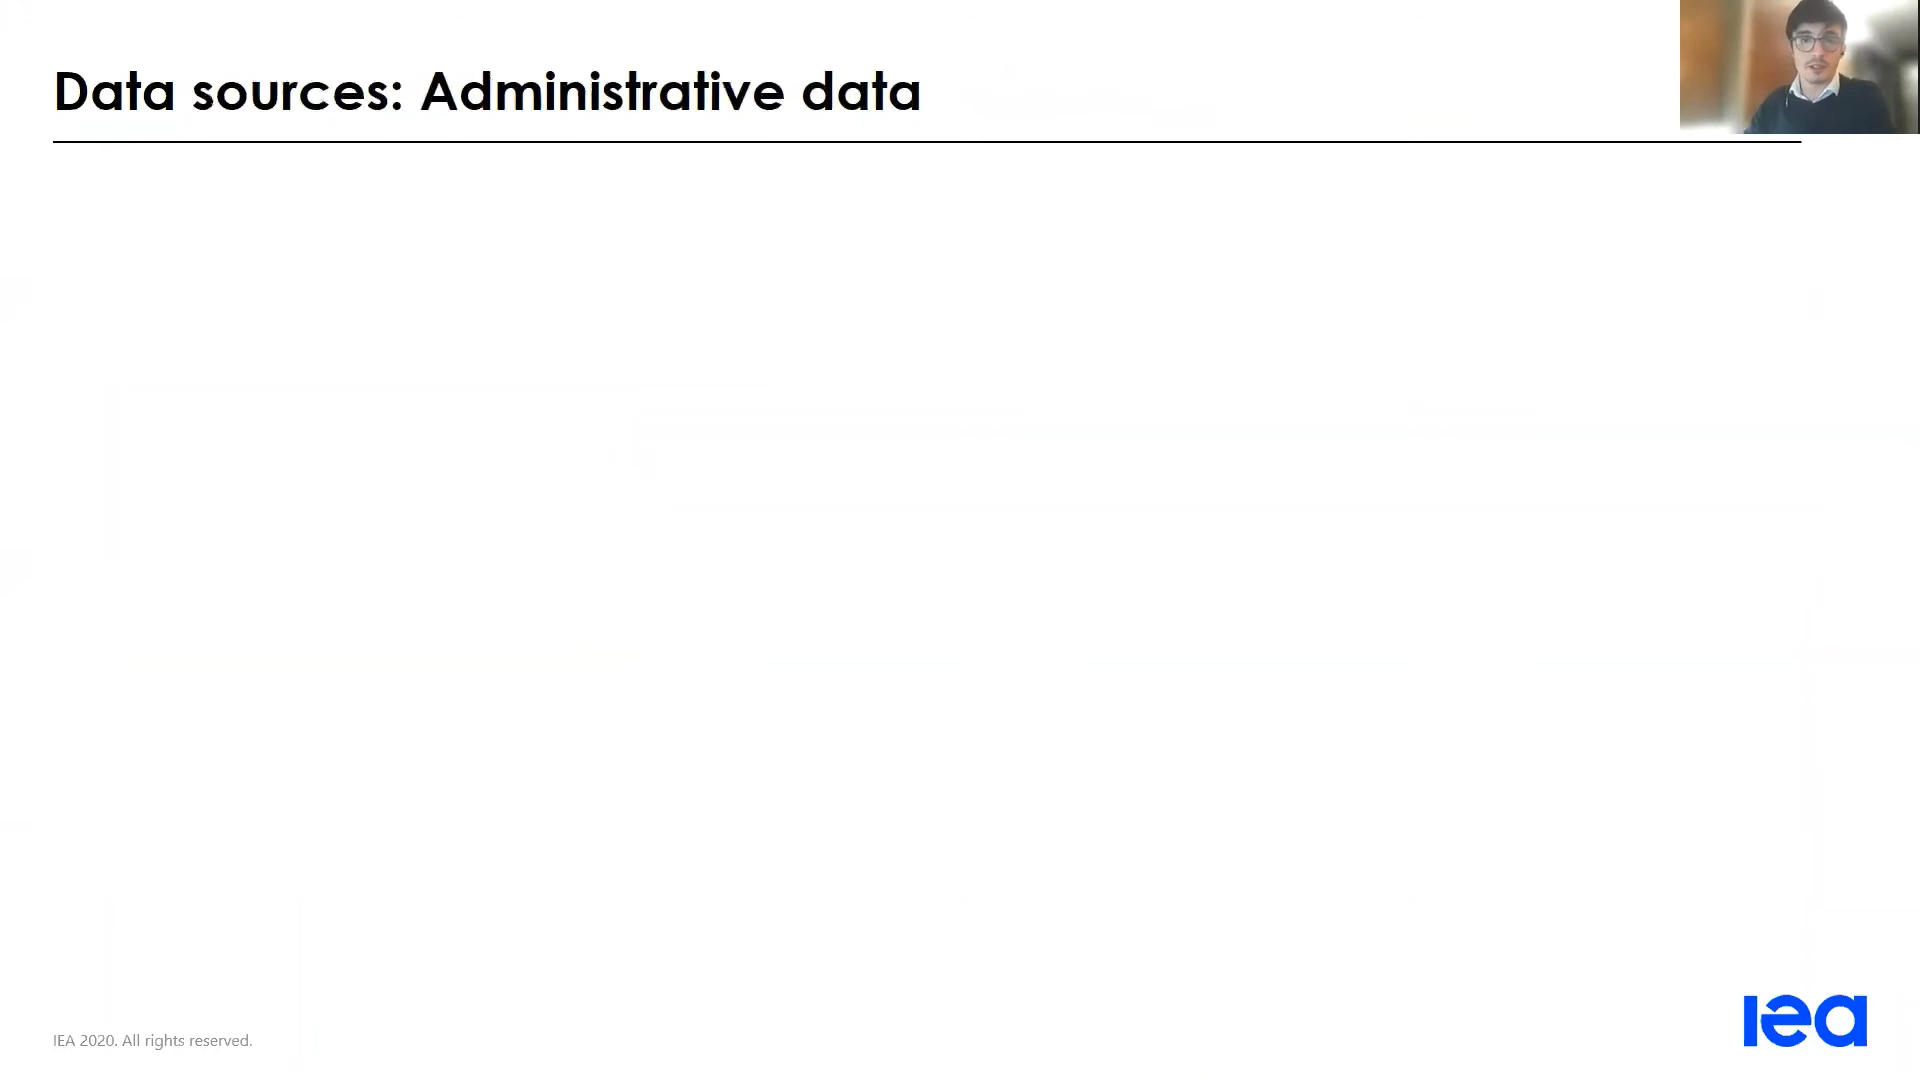 Data sources: Administrative data
IEA 2020. All rights reserved.
iea